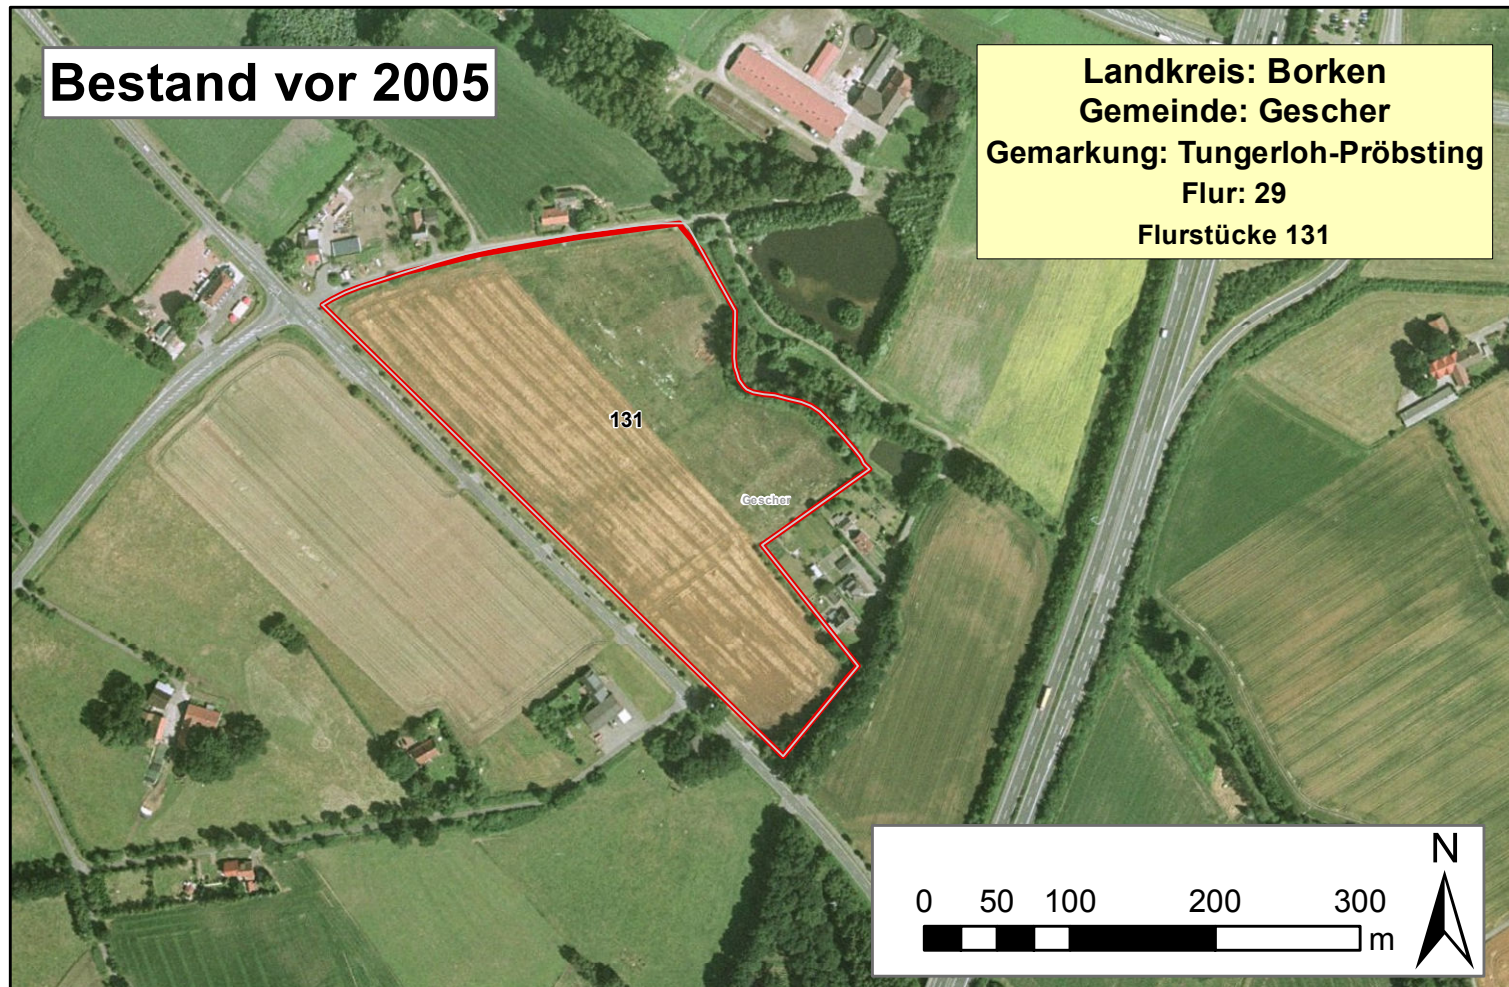 Bestand vor 2005
Landkreis: Borken
Gemeinde: Gescher
Gemarkung: Tungerloh-Pröbsting
Flur: 29
Flurstücke 131
131
Gescher
N
0 50 100 200 300
m